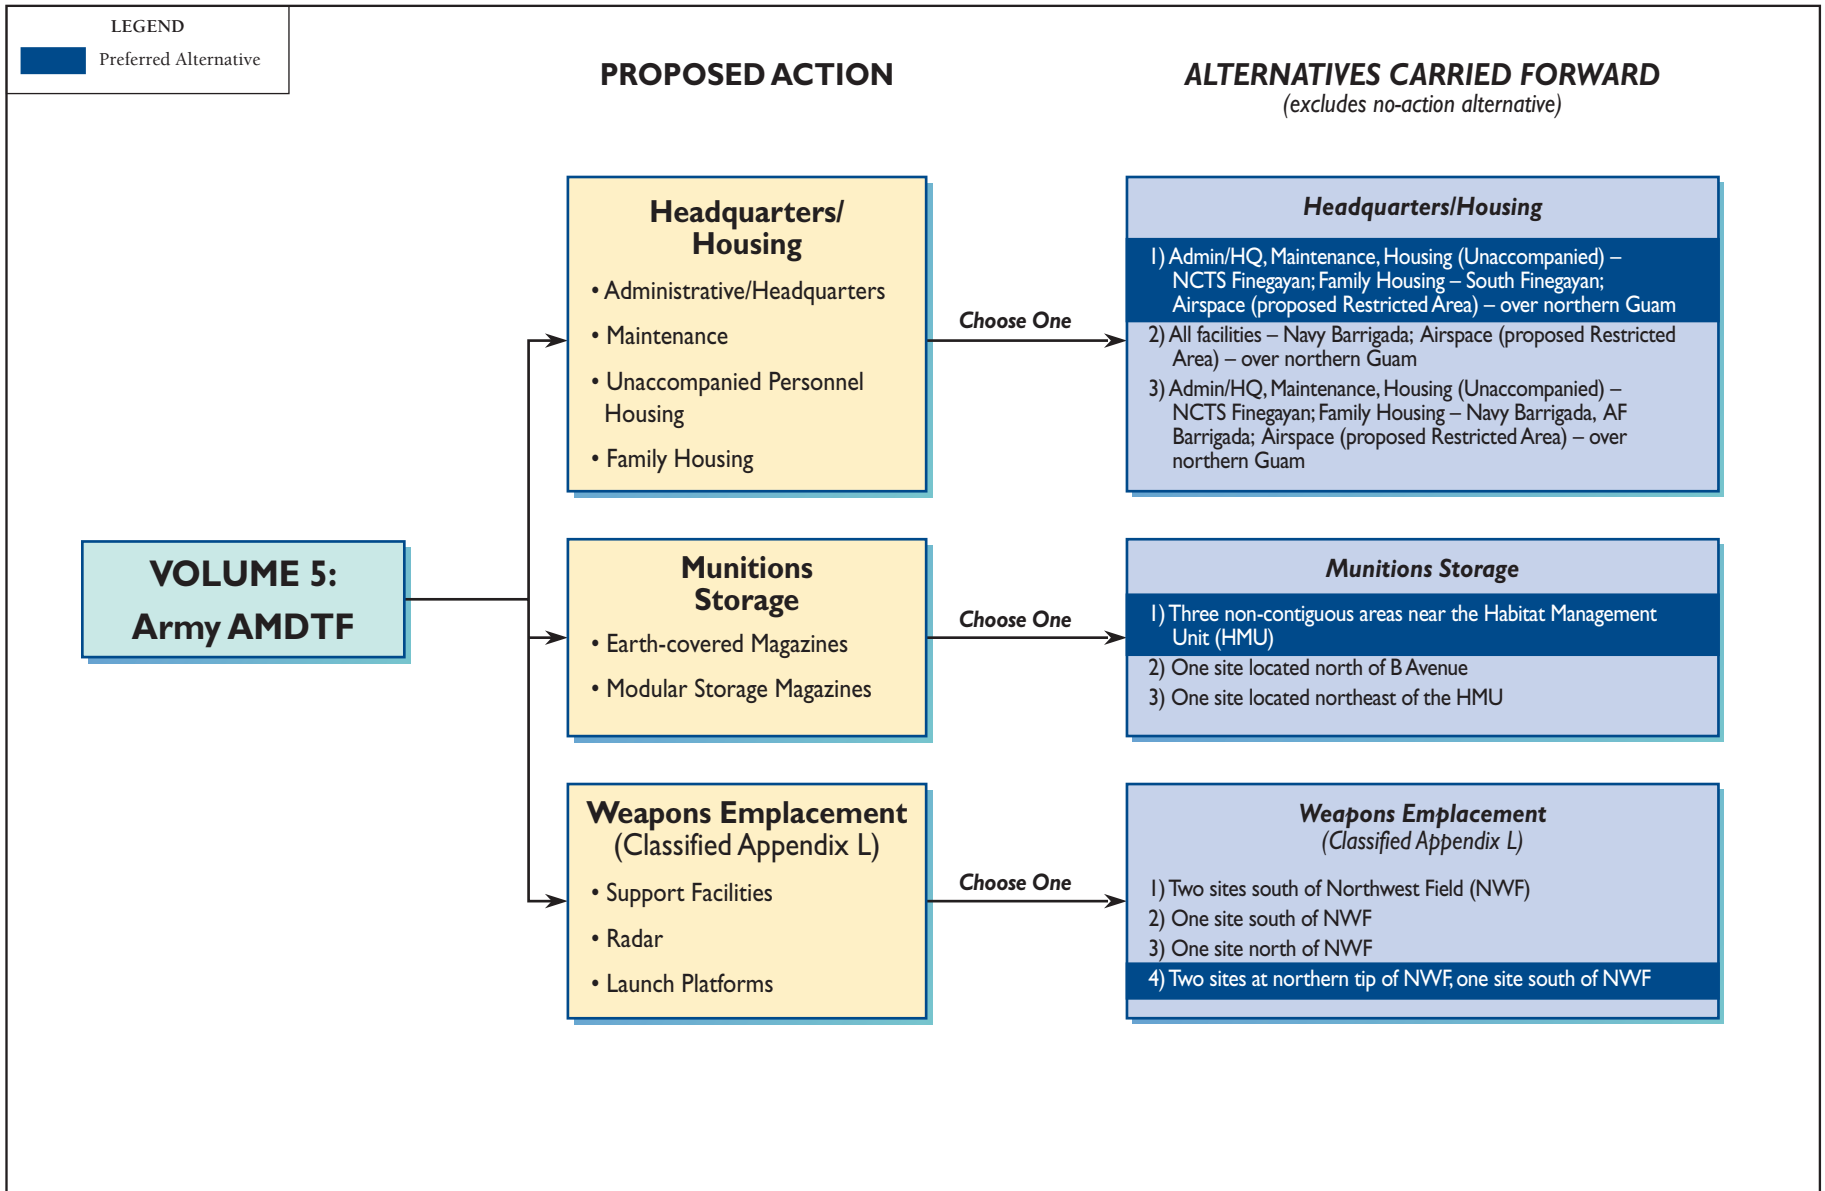 LEGEND
Preferred Alternative
PROPOSED ACTION
ALTERNATIVES CARRIED FORWARD
(excludes no-action alternative)
VOLUME 5:
Army AMDTF
Headquarters/
Housing
• Administrative/Headquarters
• Maintenance
• Unaccompanied Personnel
Housing
• Family Housing
Choose One
Headquarters/Housing
1) Admin/HQ, Maintenance, Housing (Unaccompanied) –
NCTS Finegayan; Family Housing – South Finegayan;
Airspace (proposed Restricted Area) – over northern Guam
2) All facilities – Navy Barrigada; Airspace (proposed Restricted
Area) – over northern Guam
3) Admin/HQ, Maintenance, Housing (Unaccompanied) –
NCTS Finegayan; Family Housing – Navy Barrigada, AF
Barrigada; Airspace (proposed Restricted Area) – over
northern Guam
Munitions
Storage
• Earth-covered Magazines
• Modular Storage Magazines
Choose One
Munitions Storage
1) Three non-contiguous areas near the Habitat Management
Unit (HMU)
2) One site located north of B Avenue
3) One site located northeast of the HMU
Weapons Emplacement
(Classified Appendix L)
• Support Facilities
• Radar
• Launch Platforms
Choose One
Weapons Emplacement
(Classified Appendix L)
1) Two sites south of Northwest Field (NWF)
2) One site south of NWF
3) One site north of NWF
4) Two sites at northern tip of NWF, one site south of NWF